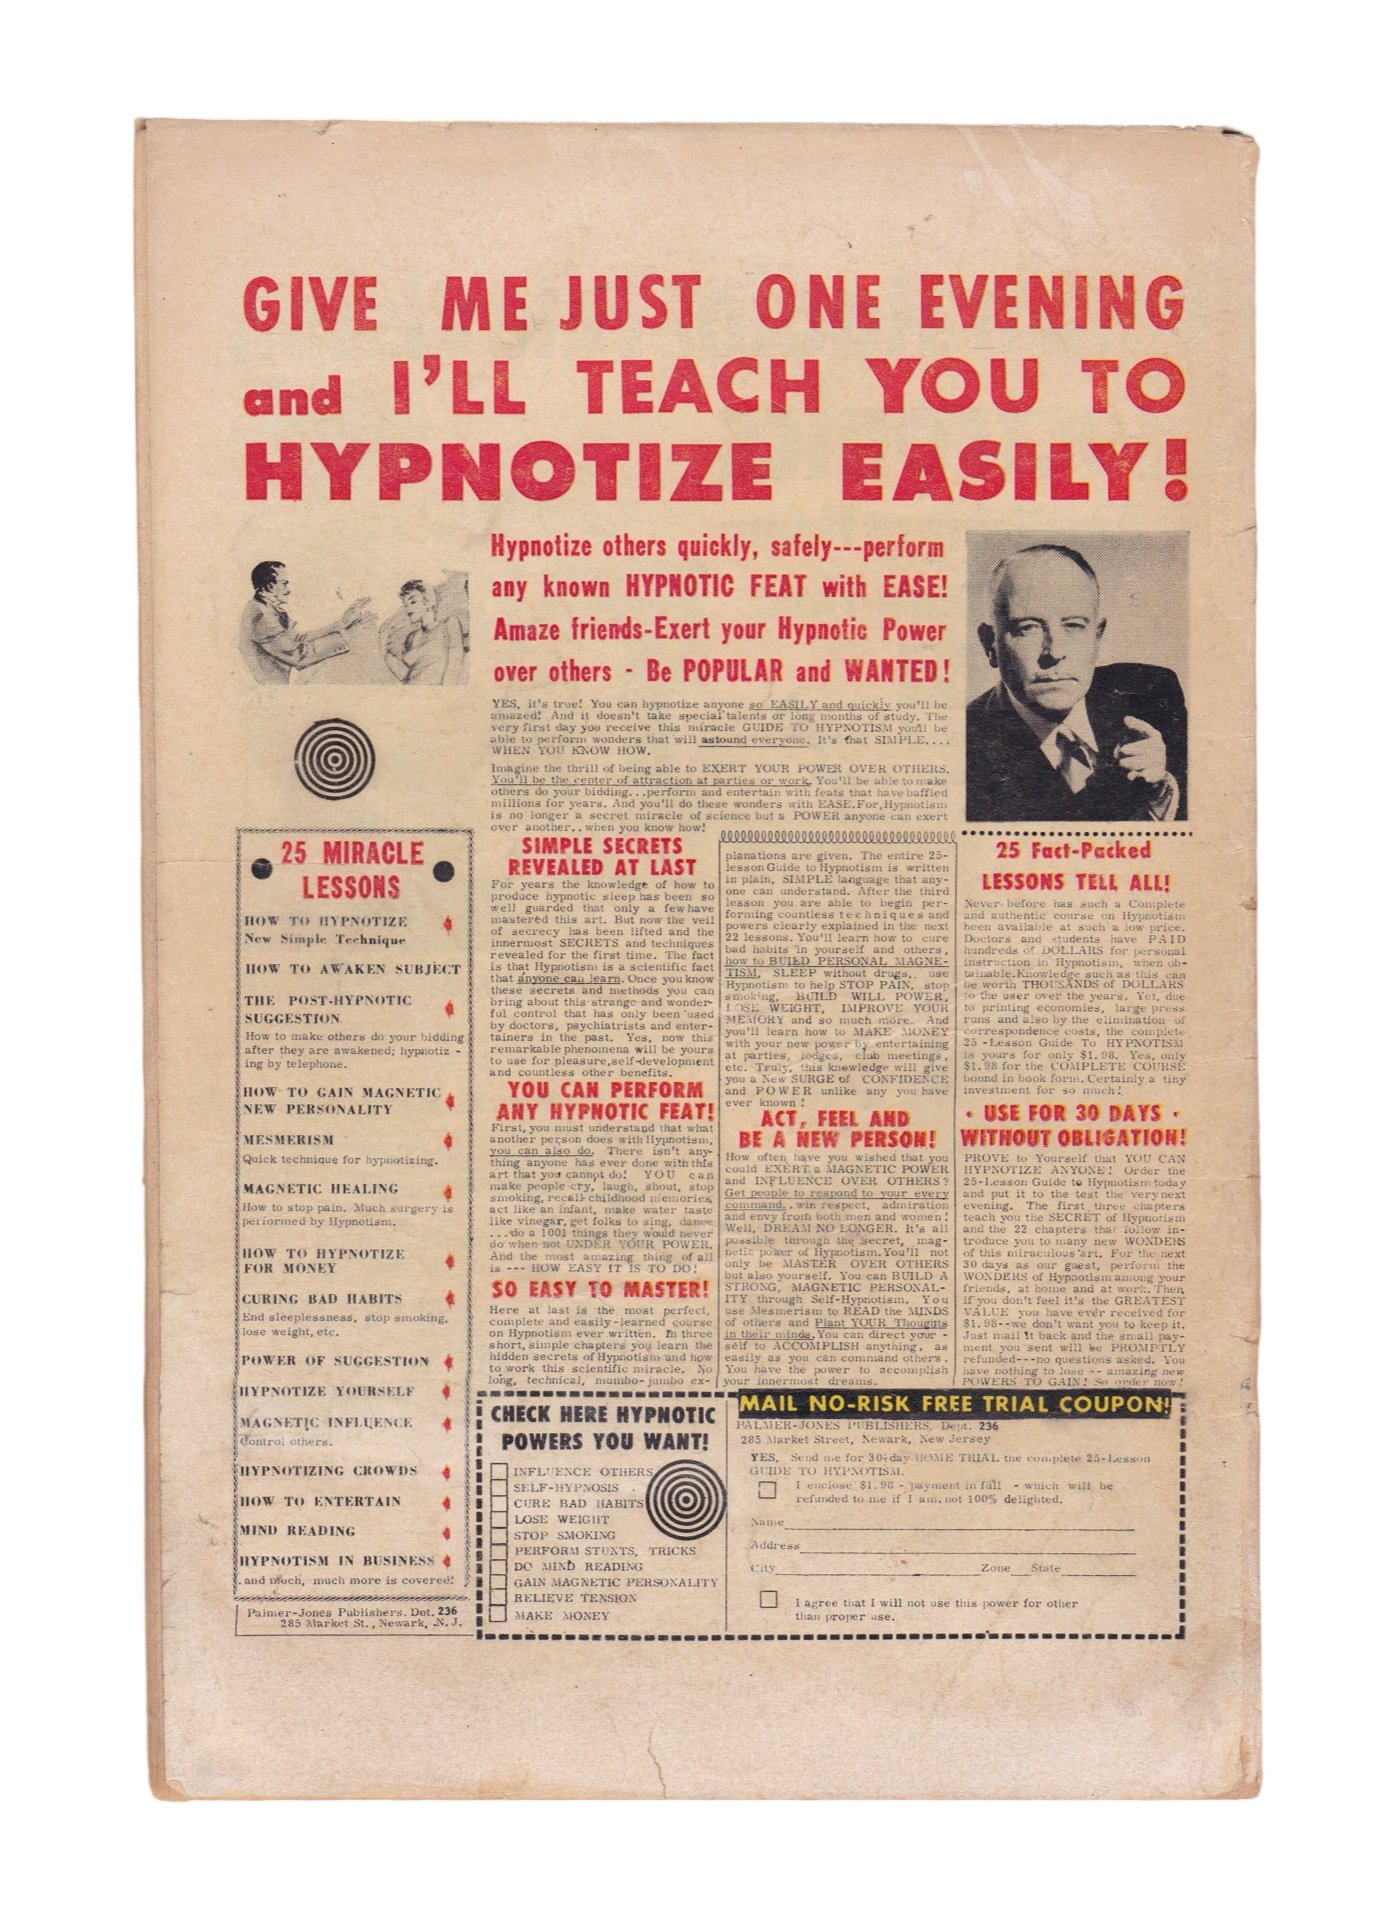 GIVE ME JUST ONE EVENING
and I'LL TEACH YOU TO
HYPNOTIZE EASILY!
Hypnotize others quickly, safely---perform
any known HYPNOTIC FEAT with EASE!
Amaze friends-Exert your Hypnotic Power
over others - Be POPULAR and WANTED!
YES, it's true! You can hypnotize anyone so EASILY and quickly you'll be
amazed! And it doesn't take special talents or long months of study. The
very first day you receive this miracle GUIDE TO HYPNOTISM you'll be
able to perform wonders that will astound everyone. It's that SIMPLE....
WHEN YOU KNOW HOW.
Imagine the thrill of being able to EXERT YOUR POWER OVER OTHERS.
You'll be the center of attraction at parties or work. You'll be able to make
others do your bidding...perform and entertain with feats that have baffled
millions for years. And you'll do these wonders with EASE.For,Hypnotism
is no longer a secret miracle of science but a POWER anyone can exert
over another.. when you know how!
25 MIRACLE
LESSONS
HOW TO HYPNOTIZE
New Simple Technique
HOW TO AWAKEN SUBJECT
THE POST-HYPNOTIC
SUGGESTION
How to make others do your bidding
after they are awakened; hypnotiz -
ing by telephone.
HOW TO GAIN MAGNETIC
NEW PERSONALITY
MESMERISM
Quick technique for hypnotizing.
MAGNETIC HEALING
How to stop pain. Much surgery is
performed by Hypnotism.
HOW TO HYPNOTIZE
FOR MONEY
CURING BAD HABITS
End sleeplessness, stop smoking,
lose weight, etc.
POWER OF SUGGESTION
HYPNOTIZE YOURSELF
MAGNETIC INFLUENCE
Control others.
HYPNOTIZING CROWDS
HOW TO ENTERTAIN
MIND READING
HYPNOTISM IN BUSINESS
. and much, much more is covered!
Palmer-Jones Publishers. Dot. 236
285 Market St., Newark, N. J.
SIMPLE SECRETS
REVEALED AT LAST
For years the knowledge of how to
produce hypnotic sleep has been so
well guarded that only a few have
mastered this art. But now the veil
of secrecy has been lifted and the
innermost SECRETS and techniques
revealed for the first time. The fact
is that Hypnotism is a scientific fact
that anyone can learn. Once you know
these secrets and methods you can
bring about this strange and wonder-
ful control that has only been used
by doctors, psychiatrists and enter-
tainers in the past. Yes, now this
remarkable phenomena will be yours
to use for pleasure,self-development
and countless other benefits.
YOU CAN PERFORM
ANY HYPNOTIC FEAT!
First, you must understand that what
another person does with Hypnotism,
you can also do. There isn't any-
thing anyone has ever done with this
art that you cannot do! YOU can
make people cry, laugh, shout, stop
smoking, recall childhood memories,
act like an infant, make water taste
like vinegar, get folks to sing, dance
...do a 1001 things they would never
do when not UNDER YOUR POWER.
And the most amazing thing of all
is --- HOW EASY IT IS TO DO!
SO EASY TO MASTER!
Here at last is the most perfect,
complete and easily-learned course
on Hypnotism ever written. In three
short, simple chapters you learn the
hidden secrets of Hypnotism and how
to work this scientific miracle. No
long, technical, mumbo-jumbo ex-
planations are given. The entire 25-
lesson Guide to Hypnotism is written
in plain, SIMPLE language that any-
one can understand. After the third
lesson you are able to begin per-
forming countless techniques and
powers clearly explained in the next
22 lessons. You'll learn how to cure
bad habits in yourself and others,
how to BUILD PERSONAL MAGNE-
TISM, SLEEP without drugs,. use
Hypnotism to help STOP PAIN, stop
smoking, BUILD WILL POWER,
LOSE WEIGHT, IMPROVE YOUR
MEMORY and so much more. And
you'll learn how to MAKE MONEY
with your new power by entertaining
at parties, lodges, club meetings,
etc. Truly, this knowledge will give
you a New SURGE of CONFIDENCE
and POWER unlike any you have
ever known !
ACT, FEEL AND
BE A NEW PERSON!
How often have you wished that you
could EXERT a MAGNETIC POWER
and INFLUENCE OVER OTHERS?
Get people to respond to your every
command.. win respect, admiration
and envy from both men and women!
Well, DREAM NO LONGER. It's all
possible through the secret, mag-
netic power of Hypnotism.You'll not
only be MASTER OVER OTHERS
but also yourself. You can BUILD A
STRONG, MAGNETIC PERSONAL-
ITY through Self-Hypnotism. You
use Mesmerism to READ the MINDS
of others and Plant YOUR Thoughts
in their minds.You can direct your -
self to ACCOMPLISH anything, as
easily as you can command others.
You have the power to accomplish
your innermost dreams.
25 Fact-Packed
LESSONS TELL ALL!
Never before has such a Complete
and authentic course on Hypnotism
been available at such a low price.
Doctors and students have PAID
hundreds of DOLLARS for personal
instruction in Hypnotism, when ob-
tainable.Knowledge such as this can
be worth THOUSANDS of DOLLARS
to the user over the years. Yet, due
to printing economies, large press
runs and also by the elimination of
correspondence costs, the complete
25 -Lesson Guide To HYPNOTISM
is yours for only $1.98. Yes, only
$1.98 for the COMPLETE COURSE
bound in book form. Certainly a tiny
investment for so much!
· USE FOR 30 DAYS ·
WITHOUT OBLIGATION!
PROVE to Yourself that YOU CAN
HYPNOTIZE ANYONE! Order the
25-Lesson Guide to Hypnotism today
and put it to the test the very next
evening. The first three chapters
teach you the SECRET of Hypnotism
and the 22 chapters that follow in-
troduce you to many new WONDERS
of this miraculous art. For the next
30 days as our guest, perform the
WONDERS of Hypnotism among your
friends, at home and at work. Then,
if you don't feel it's the GREATEST
VALUE you have ever received for
$1.98--we don't want you to keep it.
Just mail it back and the small pay-
ment you sent will be PROMPTLY
refunded---no questions asked. You
have nothing to lose -- amazing new
POWERS TO GAIN! So order now!
CHECK HERE HYPNOTIC
POWERS YOU WANT!
INFLUENCE OTHERS
SELF-HYPNOSIS
CURE BAD HABITS
LOSE WEIGHT
STOP SMOKING
PERFORM STUNTS, TRICKS
DO MIND READING
GAIN MAGNETIC PERSONALITY
RELIEVE TENSION
MAKE MONEY
MAIL NO-RISK FREE TRIAL COUPON!
PALMER-JONES PUBLISHERS, Dept. 236
285 Market Street, Newark, New Jersey
YES, Send me for 30-day HOME TRIAL the complete 25-Lesson
GUIDE TO HYPNOTISM.
I enclose $1.98 - payment in full - which will be
refunded to me if I am not 100% delighted.
Name
Address
City Zone State
I agree that I will not use this power for other
than proper use.